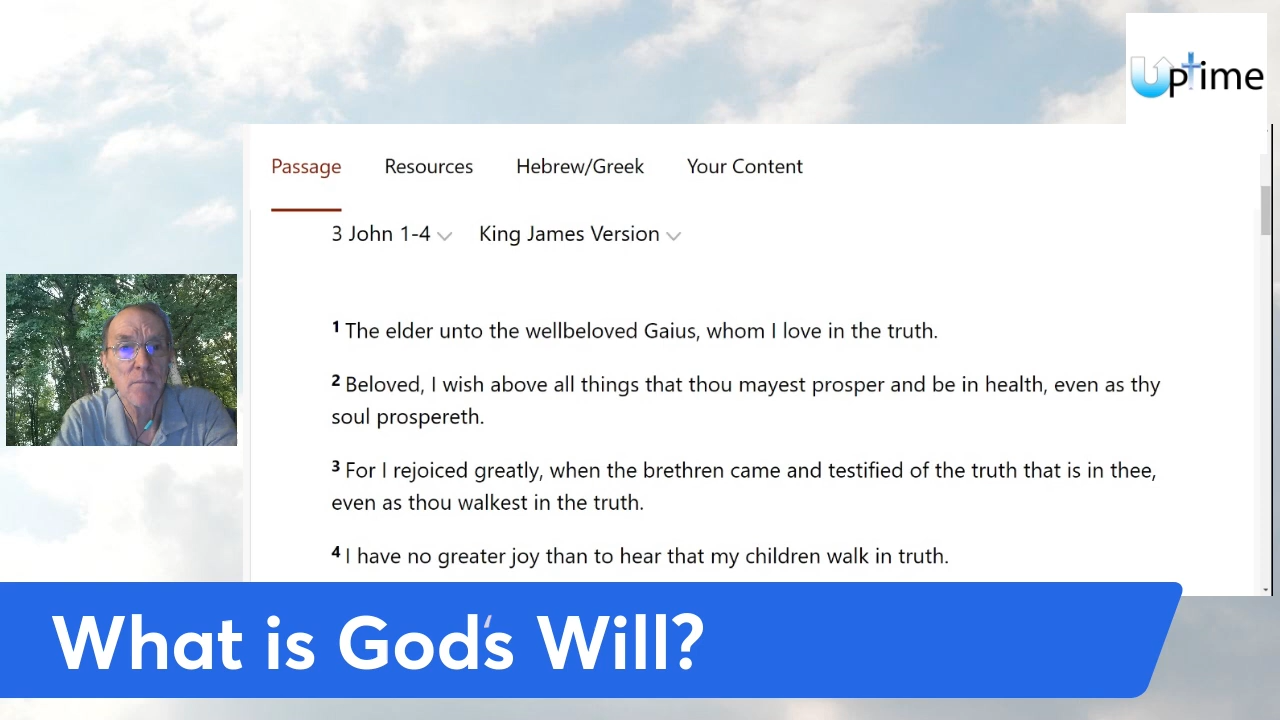 Uptime
Passage Resources Hebrew/Greek Your Content
3 John 1-4 King James Version
1 The elder unto the wellbeloved Gaius, whom I love in the truth.
2 Beloved, I wish above all things that thou mayest prosper and be in health, even as thy
soul prospereth.
3 For I rejoiced greatly, when the brethren came and testified of the truth that is in thee,
even as thou walkest in the truth.
4 I have no greater joy than to hear that my children walk in truth.
What is God‘s Will?